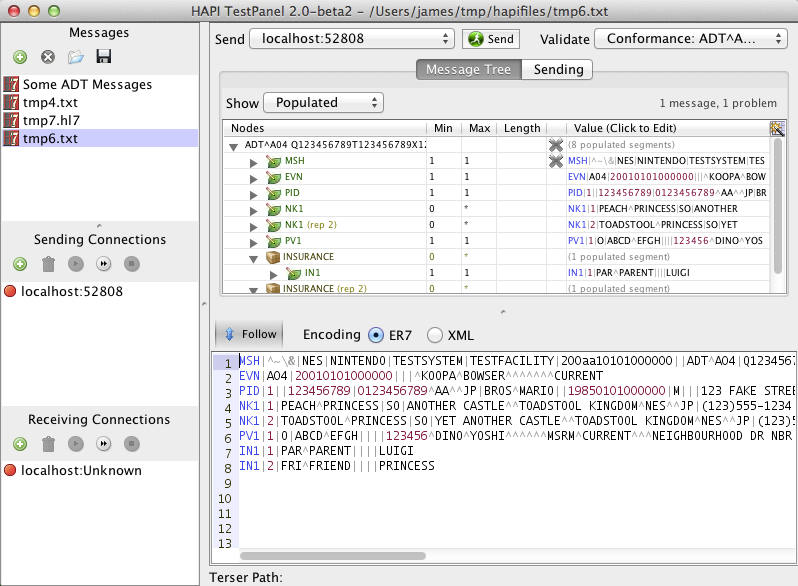 HAPI TestPanel 2.0-beta2 - /Users/james/tmp/hapifiles/tmp6.txt
Messages
Some ADT Messages
tmp4.txt
tmp7.hl7
tmp6.txt
Sending Connections
localhost:52808
Receiving Connections
localhost:Unknown
Send localhost:52808 Send Validate Conformance: ADT^A...
Message Tree Sending
Show Populated 1 message, 1 problem
Nodes Min Max Length Value (Click to Edit)
ADT^A04 Q123456789T123456789X12 (8 populated segments)
MSH 1 1 MSH|^~\&|NES|NINTENDO|TESTSYSTEM|TES
EVN 1 1 EVN|A04|20010101000000|||^KOOPA^BOW
PID 1 1 PID|1||123456789|0123456789^AA^^JP|BR
NK1 0 * NK1|1|PEACH^PRINCESS|SO|ANOTHER
NK1 (rep 2) 0 * NK1|2|TOADSTOOL^PRINCESS|SO|YET
PV1 1 1 PV1|1|O|ABCD^EFGH||||123456^DINO^YOS
INSURANCE 0 * (1 populated segment)
IN1 1 1 IN1|1|PAR^PARENT||||LUIGI
INSURANCE (rep 2) 0 * (1 populated segment)
Follow Encoding ER7 XML
1 MSH|^~\&|NES|NINTENDO|TESTSYSTEM|TESTFACILITY|200aa10101000000||ADT^A04|Q1234567
2 EVN|A04|20010101000000|||^KOOPA^BOWSER^^^^^^^CURRENT
3 PID|1||123456789|0123456789^AA^^JP|BROS^MARIO||19850101000000|M|||123 FAKE STREE
4 NK1|1|PEACH^PRINCESS|SO|ANOTHER CASTLE^^TOADSTOOL KINGDOM^NES^^JP|(123)555-1234
5 NK1|2|TOADSTOOL^PRINCESS|SO|YET ANOTHER CASTLE^^TOADSTOOL KINGDOM^NES^^JP|(123)5
6 PV1|1|O|ABCD^EFGH||||123456^DINO^YOSHI^^^^^^MSRM^CURRENT^^^NEIGHBOURHOOD DR NBR
7 IN1|1|PAR^PARENT||||LUIGI
8 IN1|2|FRI^FRIEND||||PRINCESS
9
10
11
12
13
Terser Path: